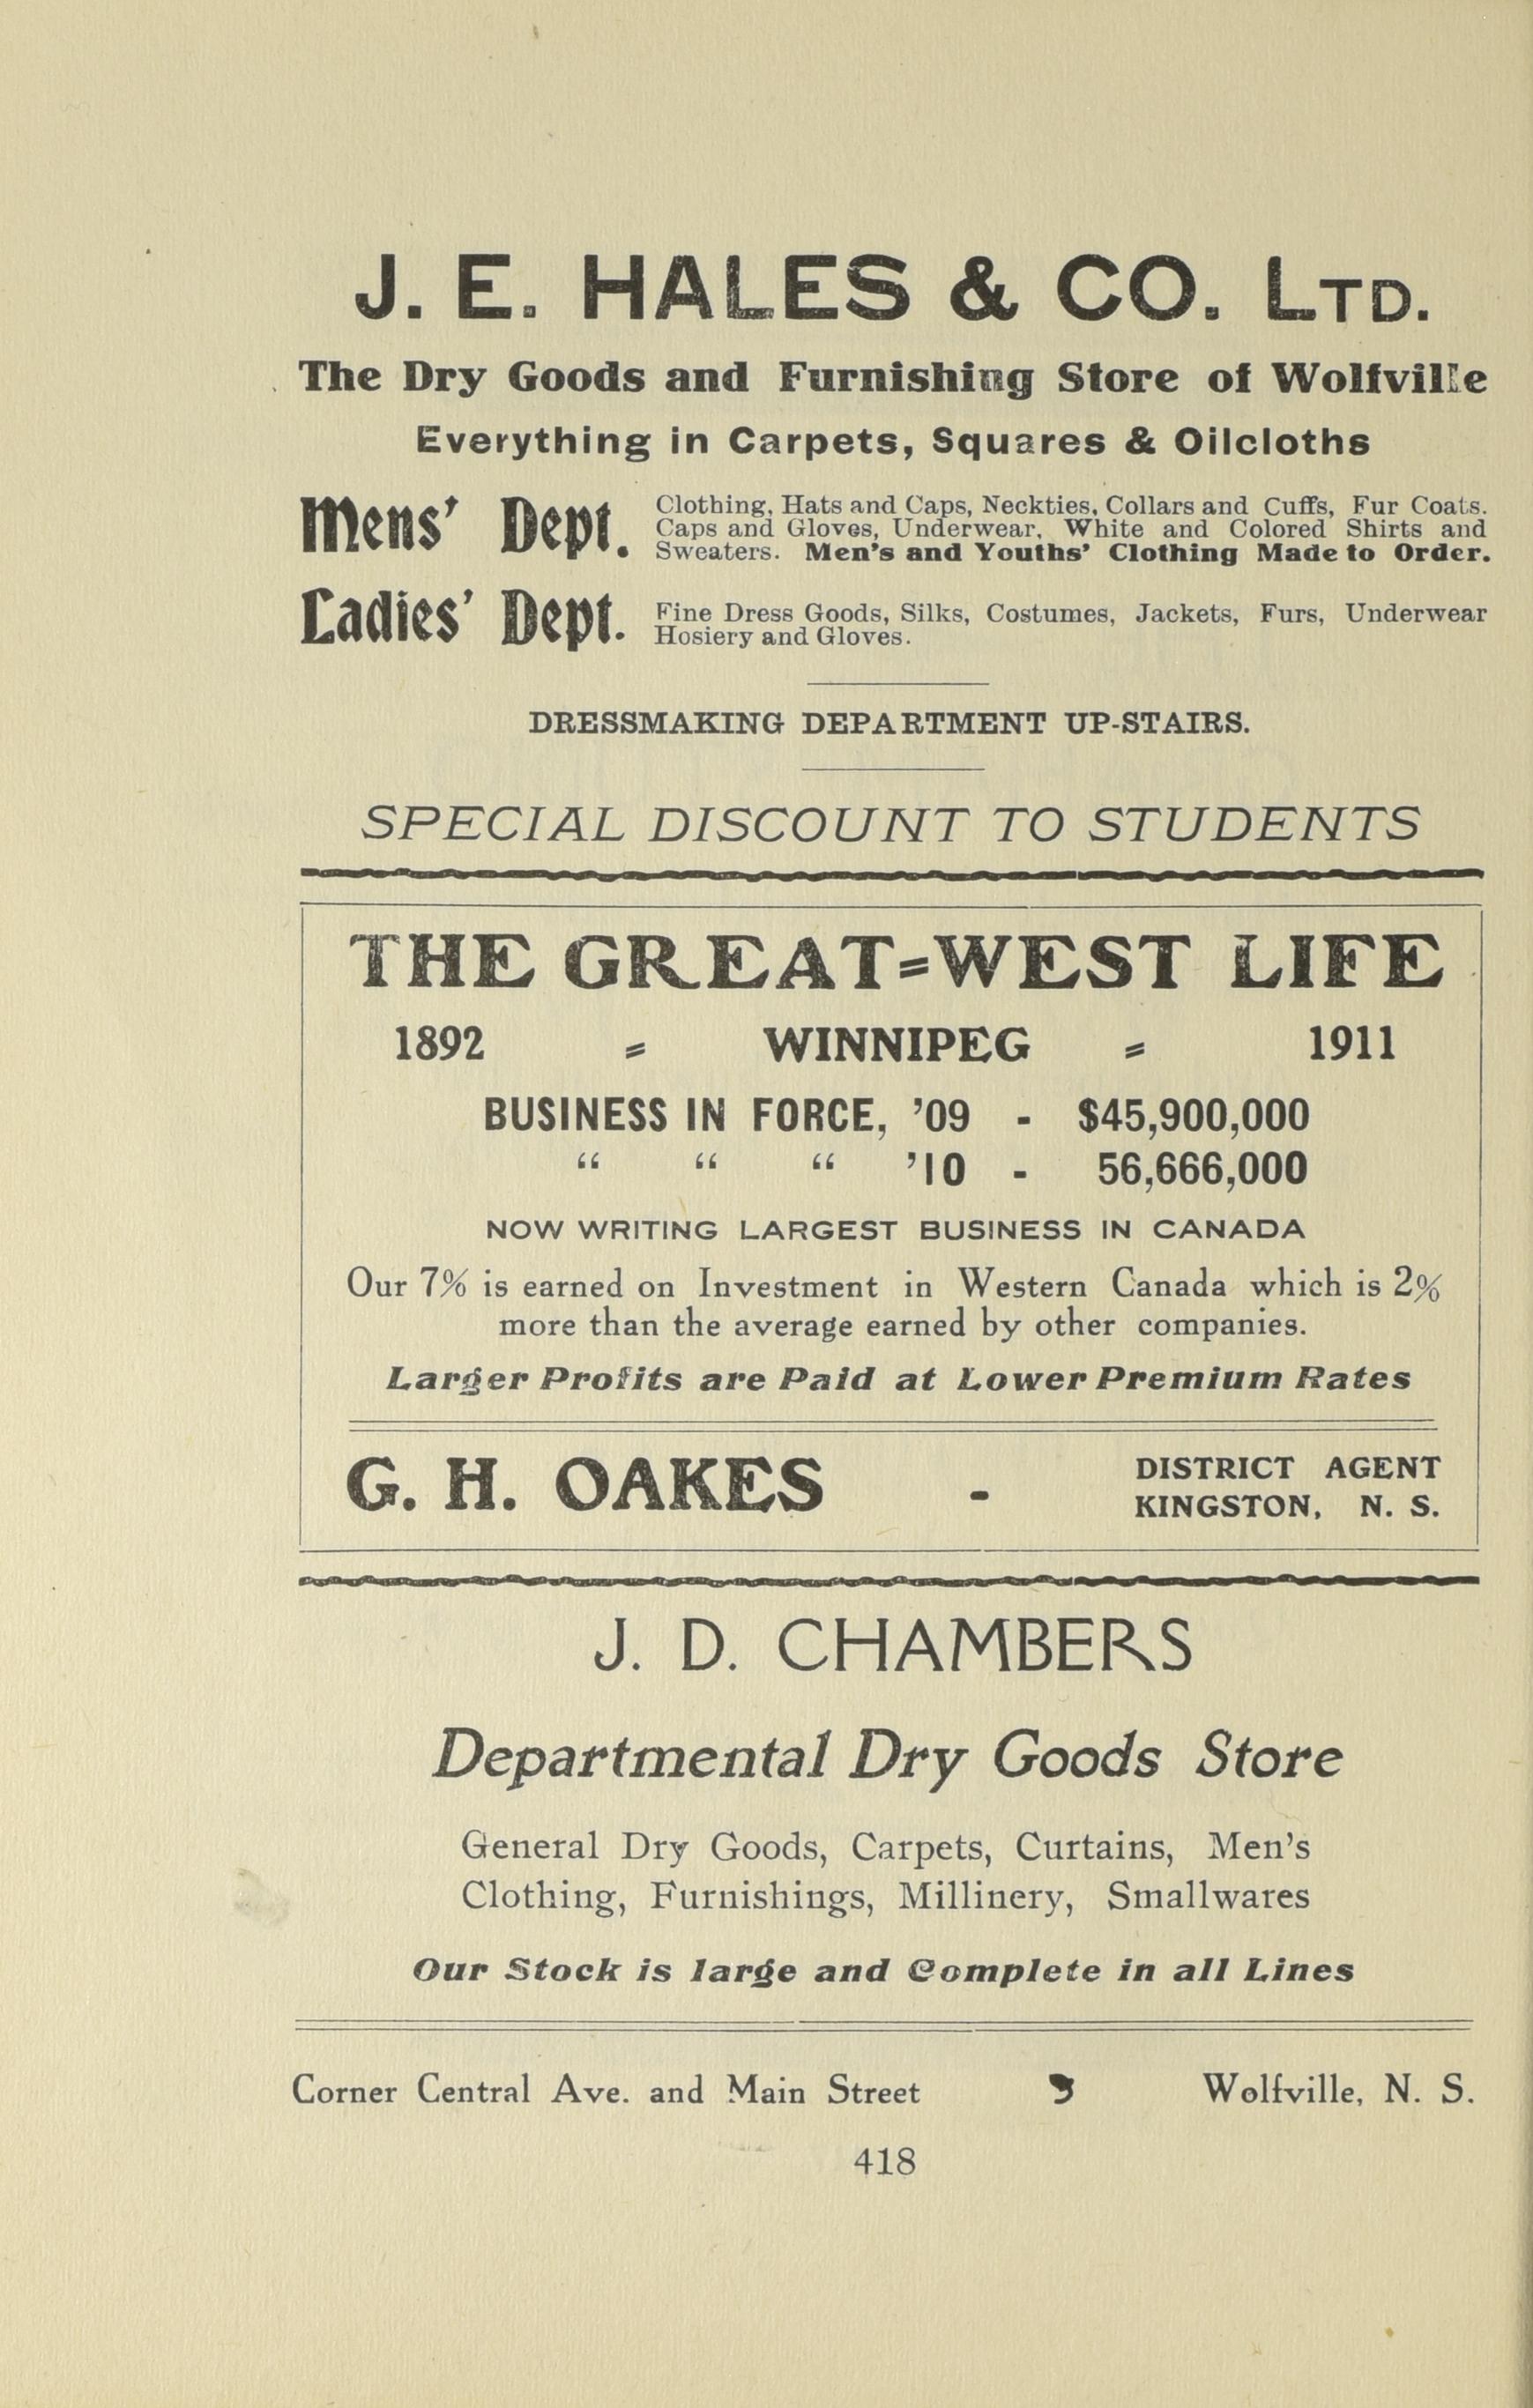 J. E. HALES & CO. LTD.
The Dry Goods and Furnishing Store of Wolfville
Everything in Carpets, Squares & Oilcloths
Mens' Dept. Clothing, Hats and Caps, Neckties, Collars and Cuffs, Fur Coats.
Caps and Gloves, Underwear, White and Colored Shirts and
Sweaters. Men's and Youths' Clothing Made to Order.
Ladies' Dept. Fine Dress Goods, Silks, Costumes, Jackets, Furs, Underwear
Hosiery and Gloves.
DRESSMAKING DEPARTMENT UP-STAIRS.
SPECIAL DISCOUNT TO STUDENTS
THE GREAT=WEST LIFE
1892 = WINNIPEG = 1911
BUSINESS IN FORCE, '09 - $45,900,000
“ “ “ '10 - 56,666,000
NOW WRITING LARGEST BUSINESS IN CANADA
Our 7% is earned on Investment in Western Canada which is 2%
more than the average earned by other companies.
Larger Profits are Paid at Lower Premium Rates
G. H. OAKES - DISTRICT AGENT
KINGSTON, N. S.
J. D. CHAMBERS
Departmental Dry Goods Store
General Dry Goods, Carpets, Curtains, Men's
Clothing, Furnishings, Millinery, Smallwares
Our Stock is large and Complete in all Lines
Corner Central Ave. and Main Street , Wolfville, N. S.
418